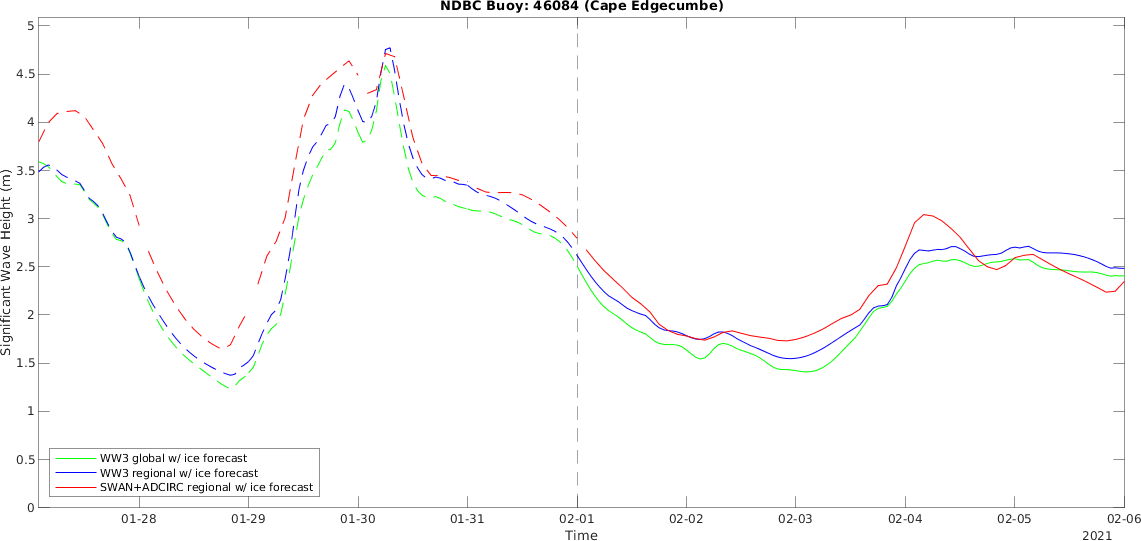 NDBC Buoy: 46084 (Cape Edgecumbe)
Significant Wave Height (m)
5
4.5
4
3.5
3
2.5
2
1.5
1
0.5
0
WW3 global w/ ice forecast
WW3 regional w/ ice forecast
SWAN+ADCIRC regional w/ ice forecast
01-28 01-29 01-30 01-31 02-01 02-02 02-03 02-04 02-05 02-06
Time
2021